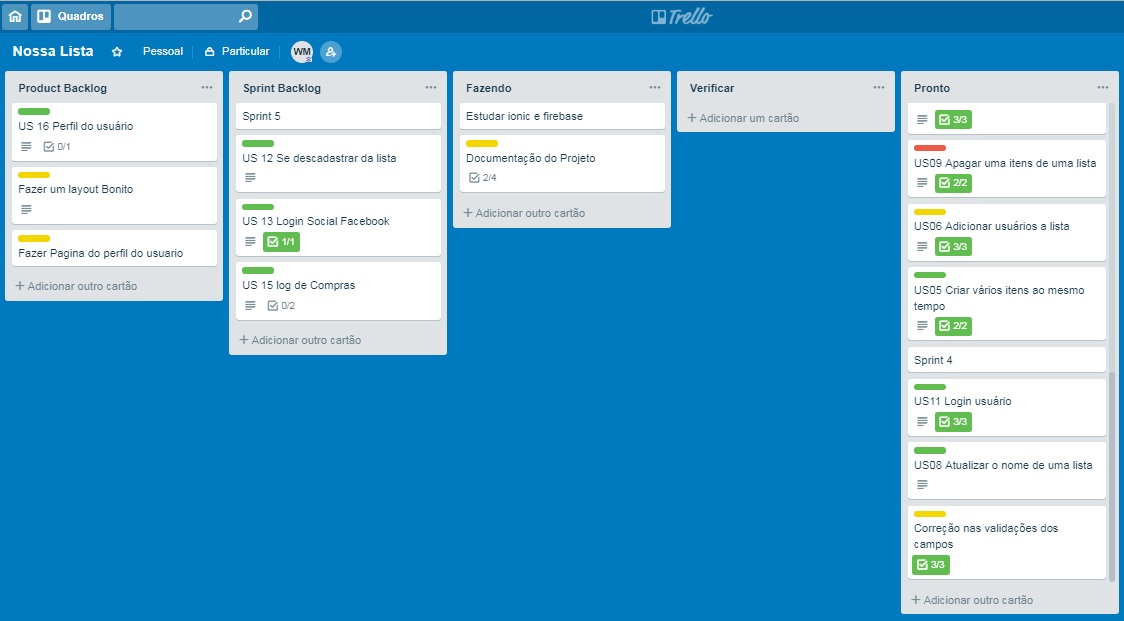 Quadros
Trello
Nossa Lista
Pessoal
Particular
WM
Product Backlog
US 16 Perfil do usuário
0/1
Fazer um layout Bonito
Fazer Pagina do perfil do usuario
+ Adicionar outro cartão
Sprint Backlog
Sprint 5
US 12 Se descadastrar da lista
US 13 Login Social Facebook
1/1
US 15 log de Compras
0/2
+ Adicionar outro cartão
Fazendo
Estudar ionic e firebase
Documentação do Projeto
2/4
+ Adicionar outro cartão
Verificar
+ Adicionar um cartão
Pronto
3/3
US09 Apagar uma itens de uma lista
2/2
US06 Adicionar usuários a lista
3/3
US05 Criar vários itens ao mesmo
tempo
2/2
Sprint 4
US11 Login usuário
3/3
US08 Atualizar o nome de uma lista
Correção nas validações dos
campos
3/3
+ Adicionar outro cartão